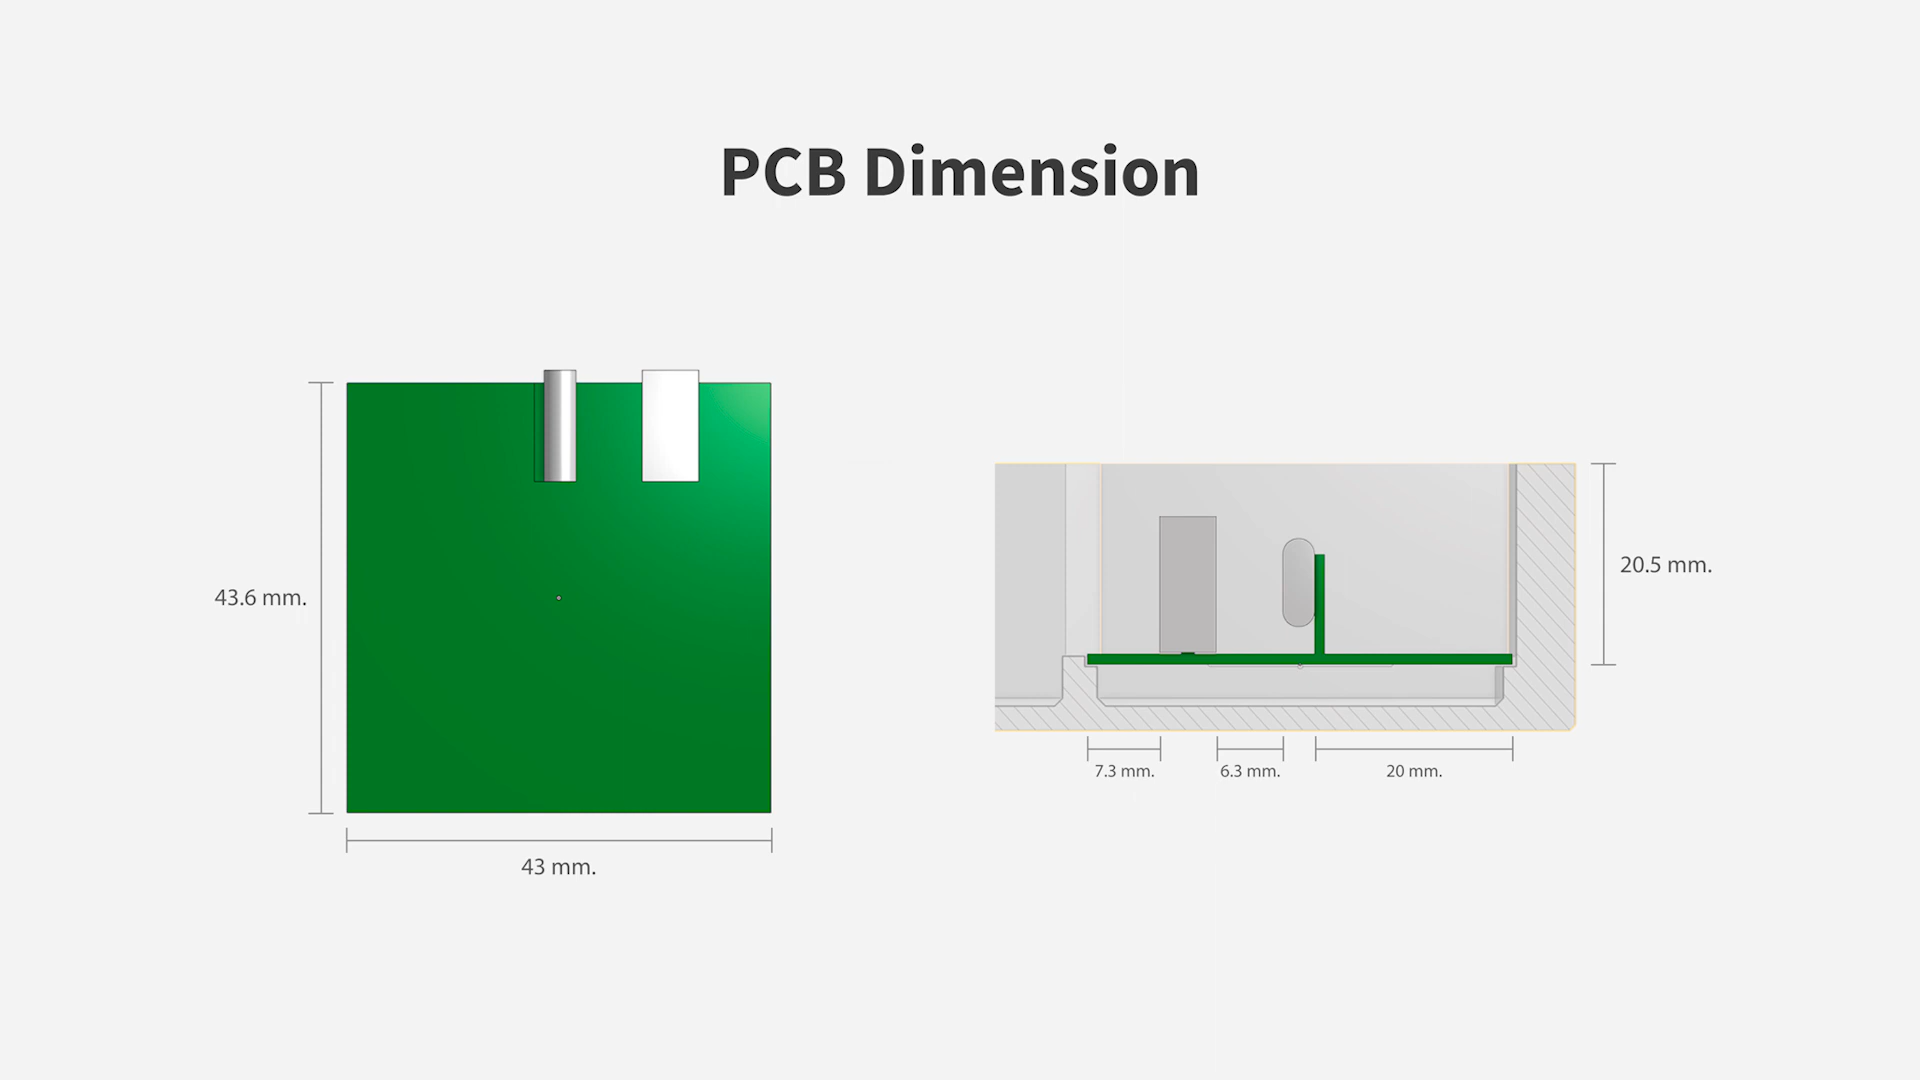 PCB Dimension
43.6 mm.
43 mm.
20.5 mm.
7.3 mm.
6.3 mm.
20 mm.